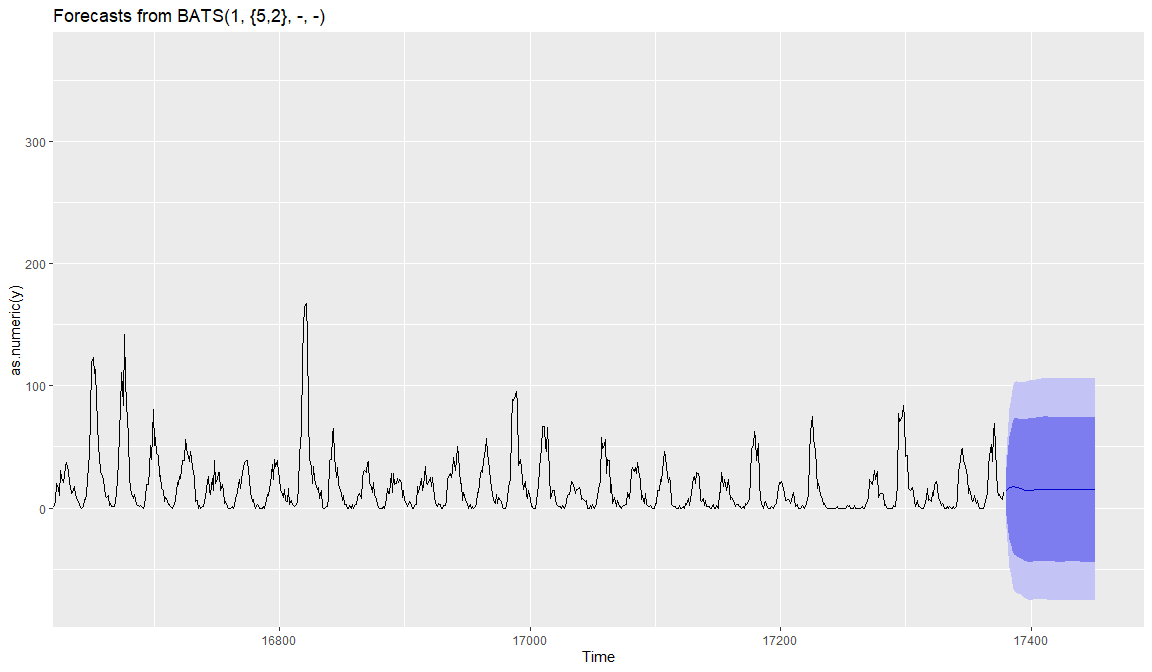 Forecasts from BATS(1, {5,2}, -, -)
300
200
100
0
as.numeric(y)
16800
17000
17200
17400
Time